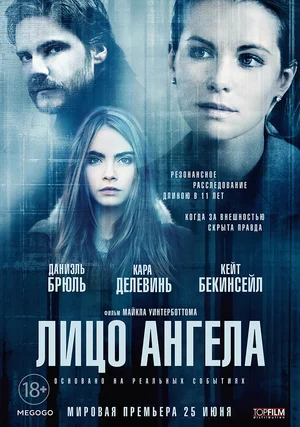 РЕЗОНАНСНОЕ
РАССЛЕДОВАНИЕ
ДЛИНОЮ В 11 ЛЕТ
КОГДА ЗА ВНЕШНОСТЬЮ
СКРЫТА ПРАВДА
ДАНИЭЛЬ БРЮЛЬ
КАРА ДЕЛЕВИНЬ
КЕЙТ БЕКИНСЕЙЛ
ФИЛЬМ МАЙКЛА УИНТЕРБОТТОМА
ЛИЦО АНГЕЛА
ОСНОВАНО НА РЕАЛЬНЫХ СОБЫТИЯХ
18+
MEGOGO
МИРОВАЯ ПРЕМЬЕРА 25 ИЮНЯ
TOPFILM
DISTRIBUTION